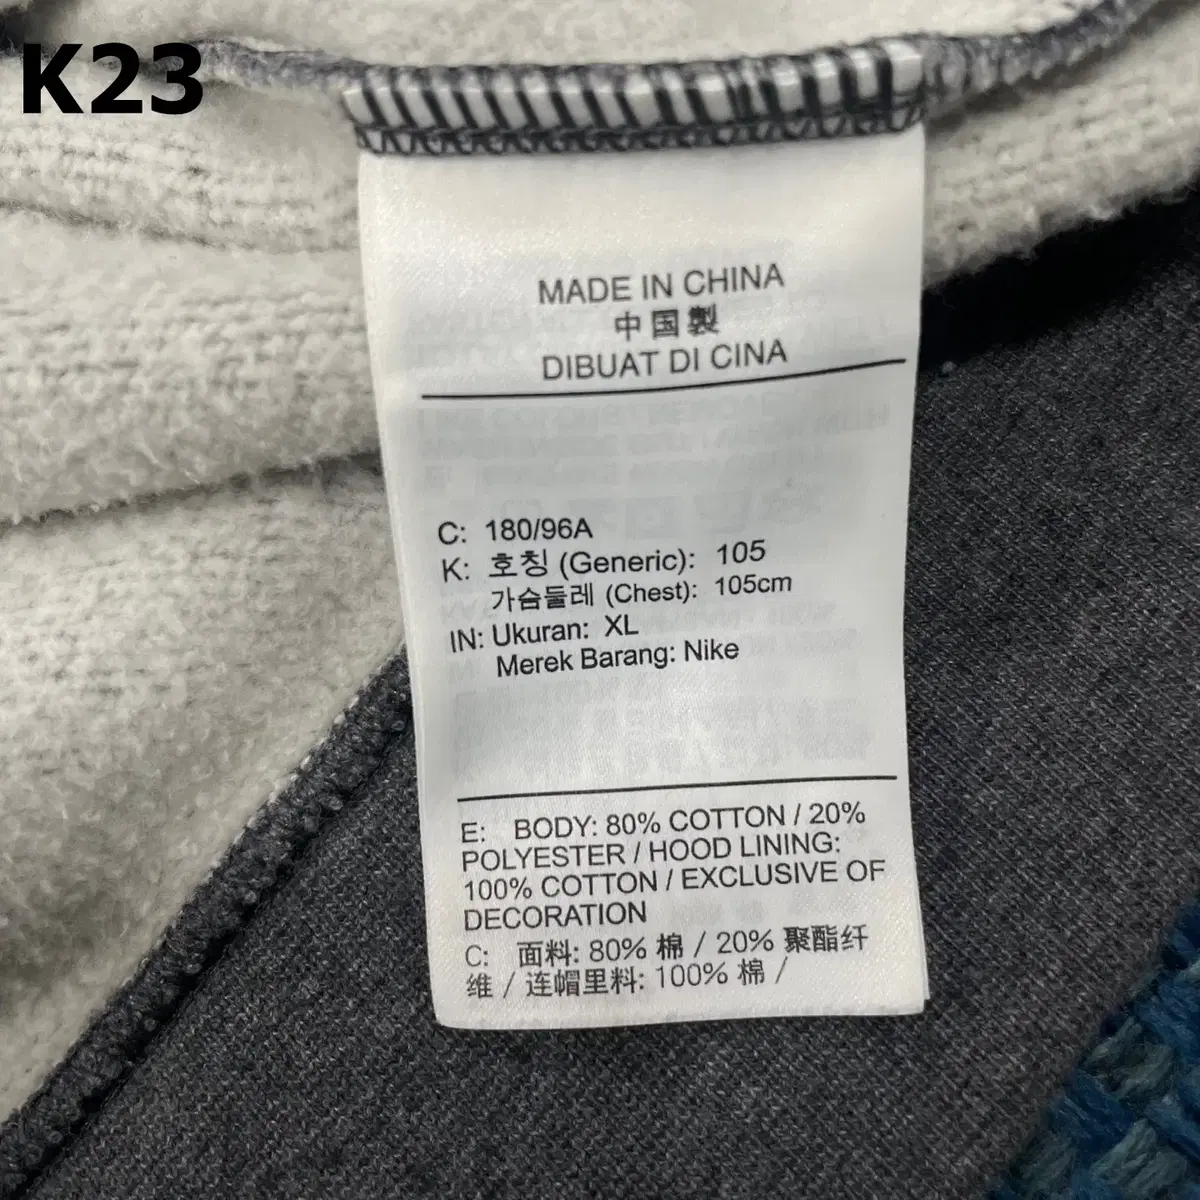 K23
MADE IN CHINA
中国製
DIBUAT DI CINA
C: 180/96A
K: 호칭 (Generic): 105
가슴둘레 (Chest): 105cm
IN: Ukuran: XL
Merek Barang: Nike
E: BODY: 80% COTTON / 20%
POLYESTER / HOOD LINING:
100% COTTON / EXCLUSIVE OF
DECORATION
C: 面料: 80% 棉 / 20% 聚酯纤
维 / 连帽里料: 100% 棉 /